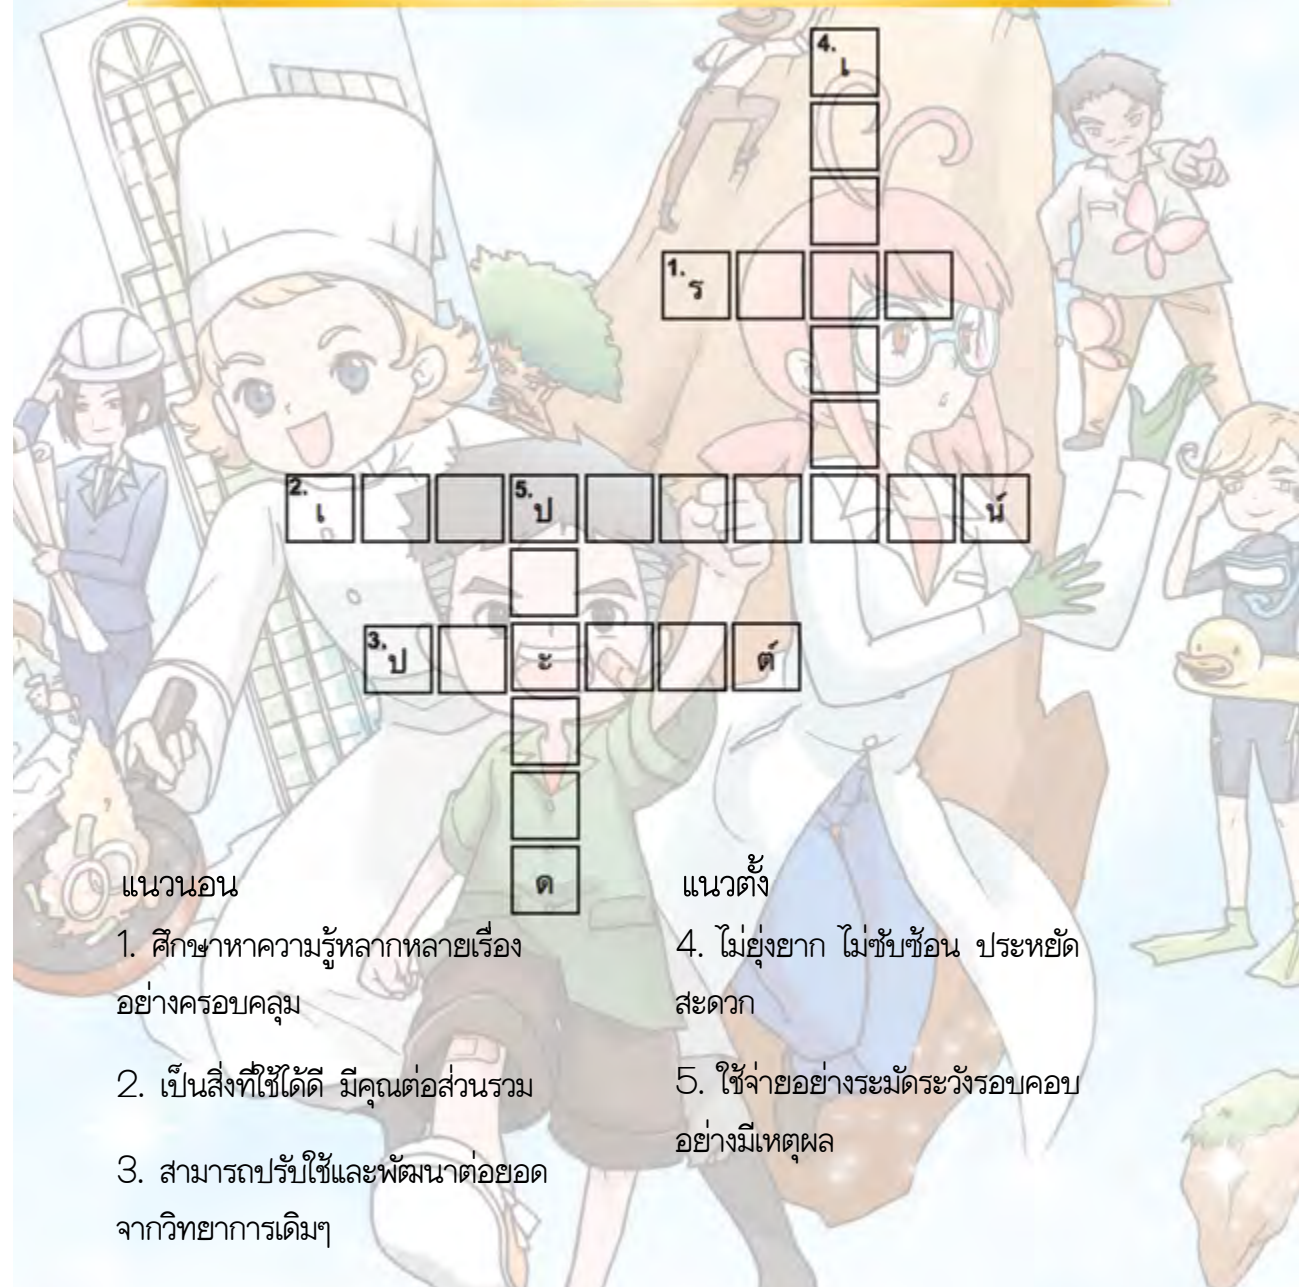 4.
เ
1.
ร
2.
เ
5.
ป
น์
3.
ป
ะ
ต์
ด
แนวนอน
1. ศึกษาหาความรู้หลากหลายเรื่อง
อย่างครอบคลุม
2. เป็นสิ่งที่ใช้ได้ดี มีคุณต่อส่วนรวม
3. สามารถปรับใช้และพัฒนาต่อยอด
จากวิทยาการเดิมๆ
แนวตั้ง
4. ไม่ยุ่งยาก ไม่ซับซ้อน ประหยัด
สะดวก
5. ใช้จ่ายอย่างระมัดระวังรอบคอบ
อย่างมีเหตุผล